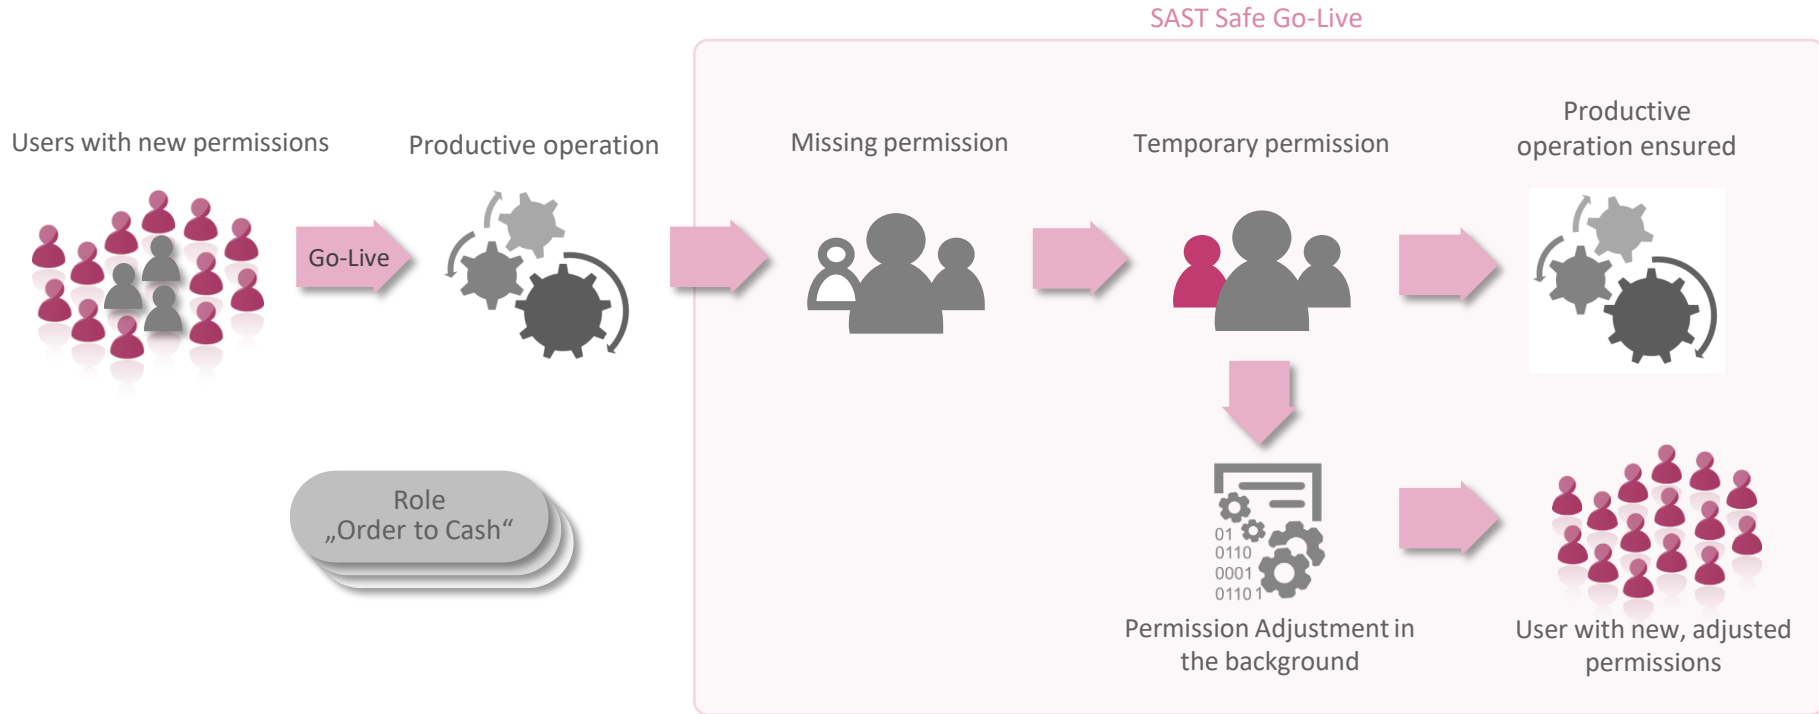 SAST Safe Go-Live
Users with new permissions
Productive operation
Missing permission
Temporary permission
Productive
operation ensured
Go-Live
Role
„Order to Cash“
01
0110
0001
0110 1
Permission Adjustment in
the background
User with new, adjusted
permissions